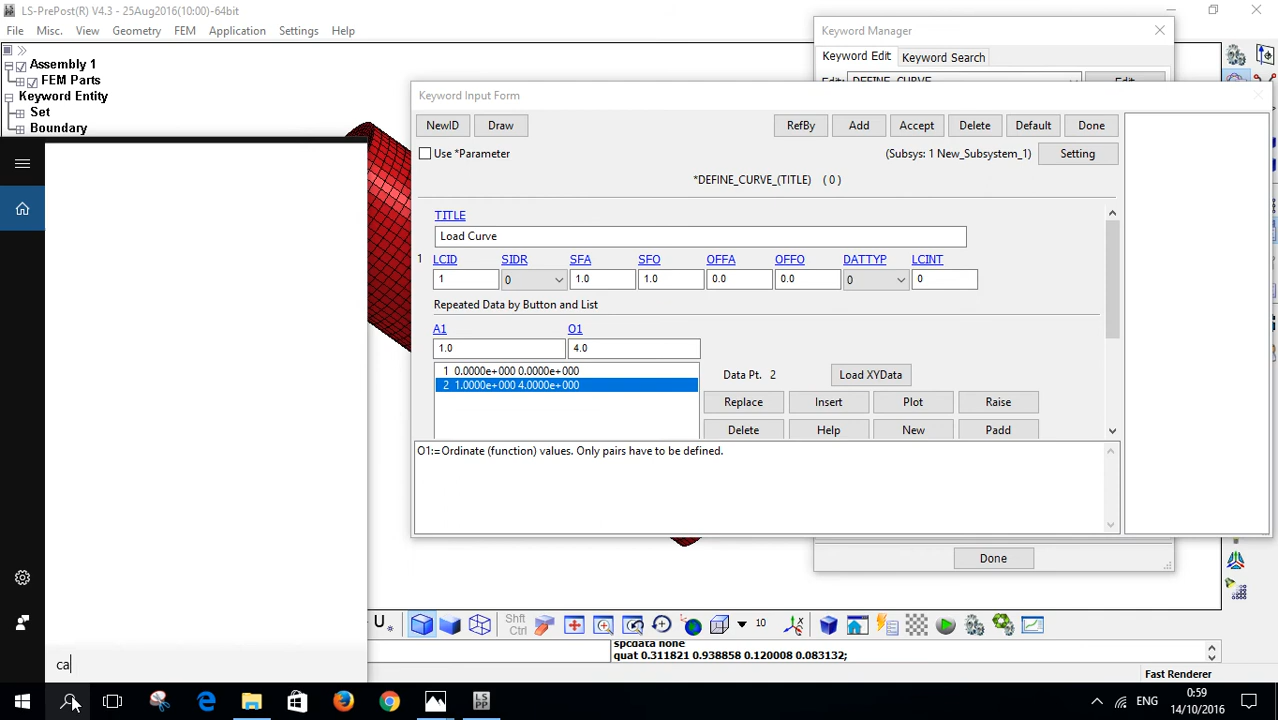 LS-PrePost(R) V4.3 - 25Aug2016(10:00)-64bit
File Misc. View Geometry FEM Application Settings Help
Assembly 1
FEM Parts
Keyword Entity
Set
Boundary
Keyword Manager
Keyword Edit Keyword Search
Keyword Input Form
NewID Draw RefBy Add Accept Delete Default Done
Use *Parameter (Subsys: 1 New_Subsystem_1) Setting
*DEFINE_CURVE_(TITLE) ( 0 )
TITLE
Load Curve
1 LCID SIDR SFA SFO OFFA OFFO DATTYP LCINT
1 0 1.0 1.0 0.0 0.0 0 0
Repeated Data by Button and List
A1 O1
1.0 4.0
1 0.0000e+000 0.0000e+000
2 1.0000e+000 4.0000e+000
Data Pt. 2 Load XYData
Replace Insert Plot Raise
Delete Help New Padd
O1:=Ordinate (function) values. Only pairs have to be defined.
Done
Shft
Ctrl
10
spcdata none
quat 0.311821 0.938858 0.120008 0.083132;
Fast Renderer
ca
LS
PP
ENG
0:59
14/10/2016